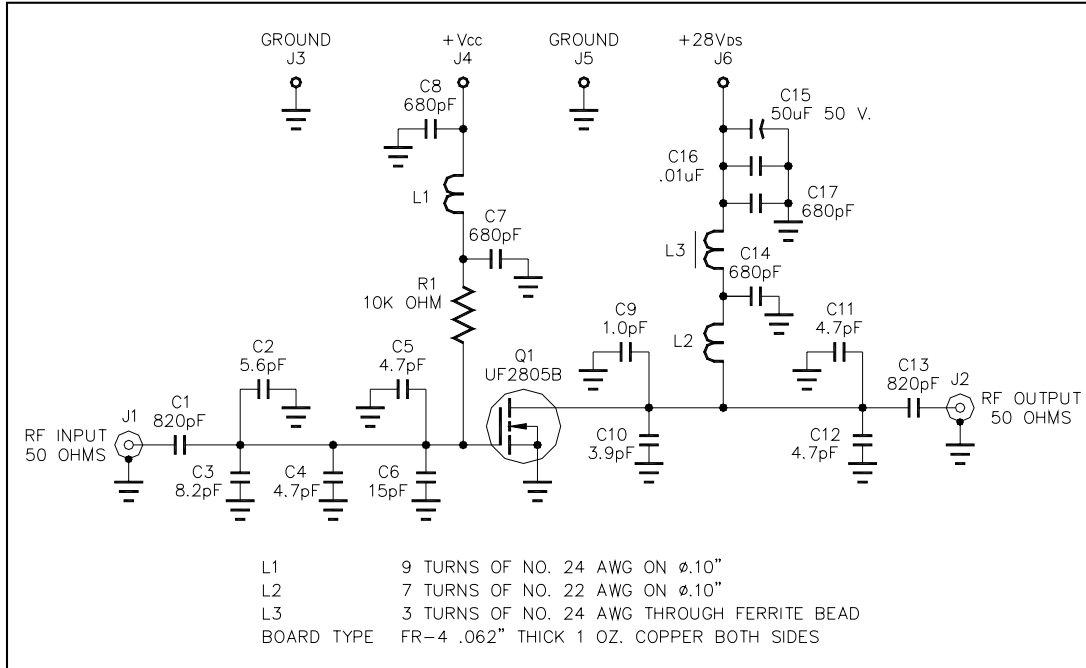 GROUND
J3
+Vcc
J4
GROUND
J5
+28VDS
J6
C8
680pF
C15
50uF 50 V.
C16
.01uF
L1
C17
680pF
C7
680pF
L3
C14
680pF
R1
10K OHM
C9
1.0pF
C11
4.7pF
L2
C2
5.6pF
C5
4.7pF
Q1
UF2805B
C13
820pF
J2
RF OUTPUT
50 OHMS
J1
C1
820pF
RF INPUT
50 OHMS
C10
3.9pF
C12
4.7pF
C3
8.2pF
C4
4.7pF
C6
15pF
L1 9 TURNS OF NO. 24 AWG ON ø.10"
L2 7 TURNS OF NO. 22 AWG ON ø.10"
L3 3 TURNS OF NO. 24 AWG THROUGH FERRITE BEAD
BOARD TYPE FR-4 .062" THICK 1 OZ. COPPER BOTH SIDES